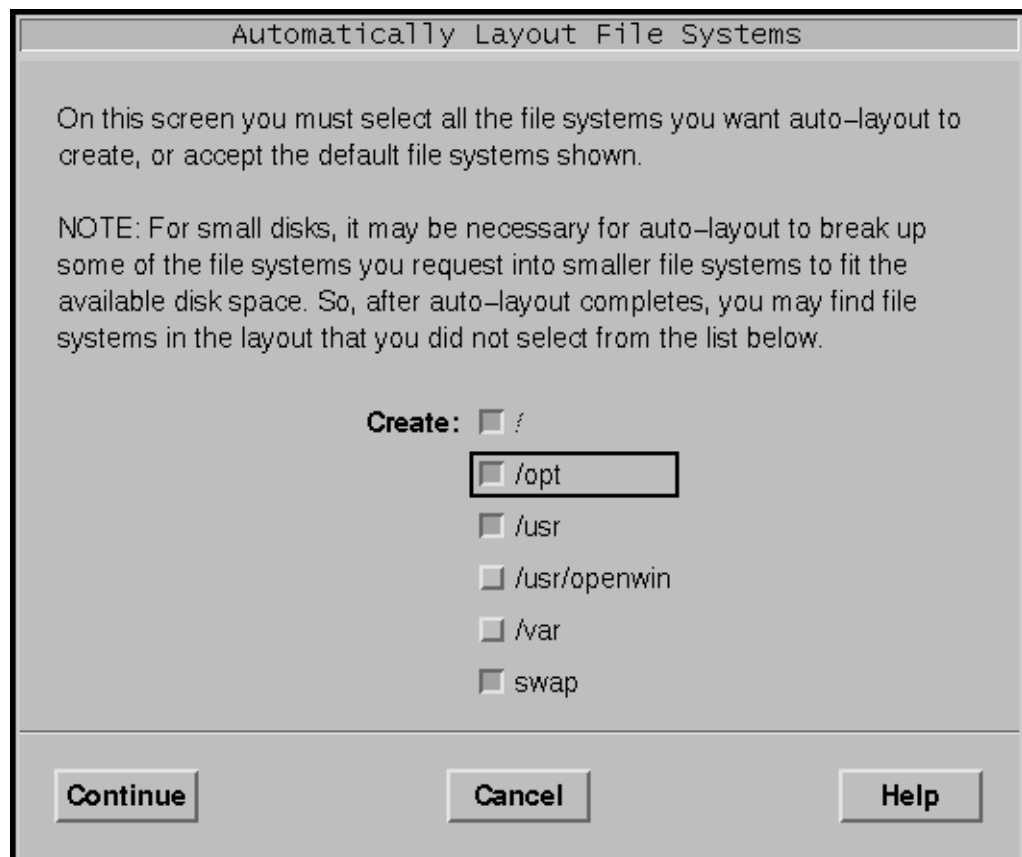 Automatically Layout File Systems
On this screen you must select all the file systems you want auto–layout to
create, or accept the default file systems shown.
NOTE: For small disks, it may be necessary for auto–layout to break up
some of the file systems you request into smaller file systems to fit the
available disk space. So, after auto–layout completes, you may find file
systems in the layout that you did not select from the list below.
Create: /
/opt
/usr
/usr/openwin
/var
swap
Continue Cancel Help